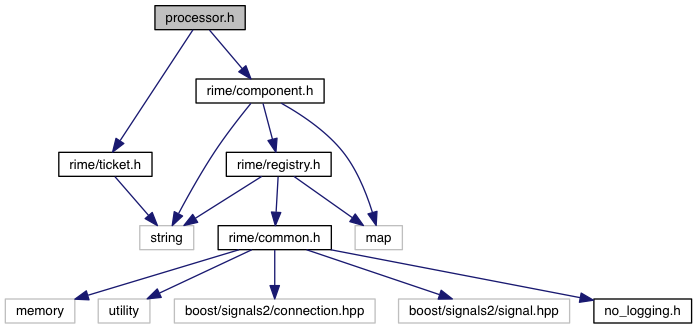 processor.h
rime/component.h
rime/ticket.h
rime/registry.h
string
rime/common.h
map
memory
utility
boost/signals2/connection.hpp
boost/signals2/signal.hpp
no_logging.h